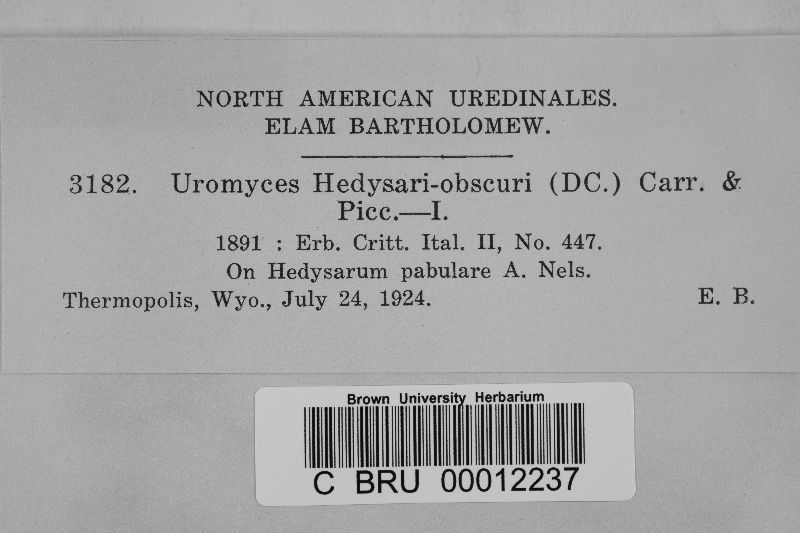 NORTH AMERICAN UREDINALES.
ELAM BARTHOLOMEW.
3182. Uromyces Hedysari-obscuri (DC.) Carr. &
Picc.—I.
1891 : Erb. Critt. Ital. II, No. 447.
On Hedysarum pabulare A. Nels.
Thermopolis, Wyo., July 24, 1924. E. B.
Brown University Herbarium
C BRU 00012237